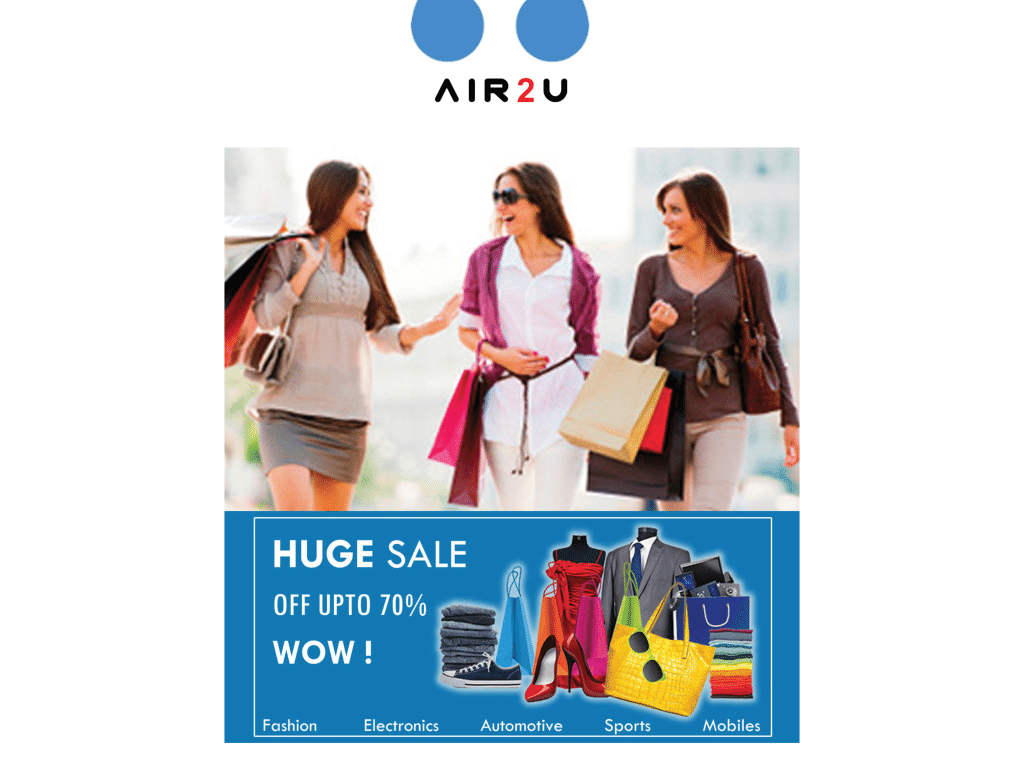 AIR2U
HUGE SALE
OFF UPTO 70%
WOW !
Fashion Electronics Automotive Sports Mobiles